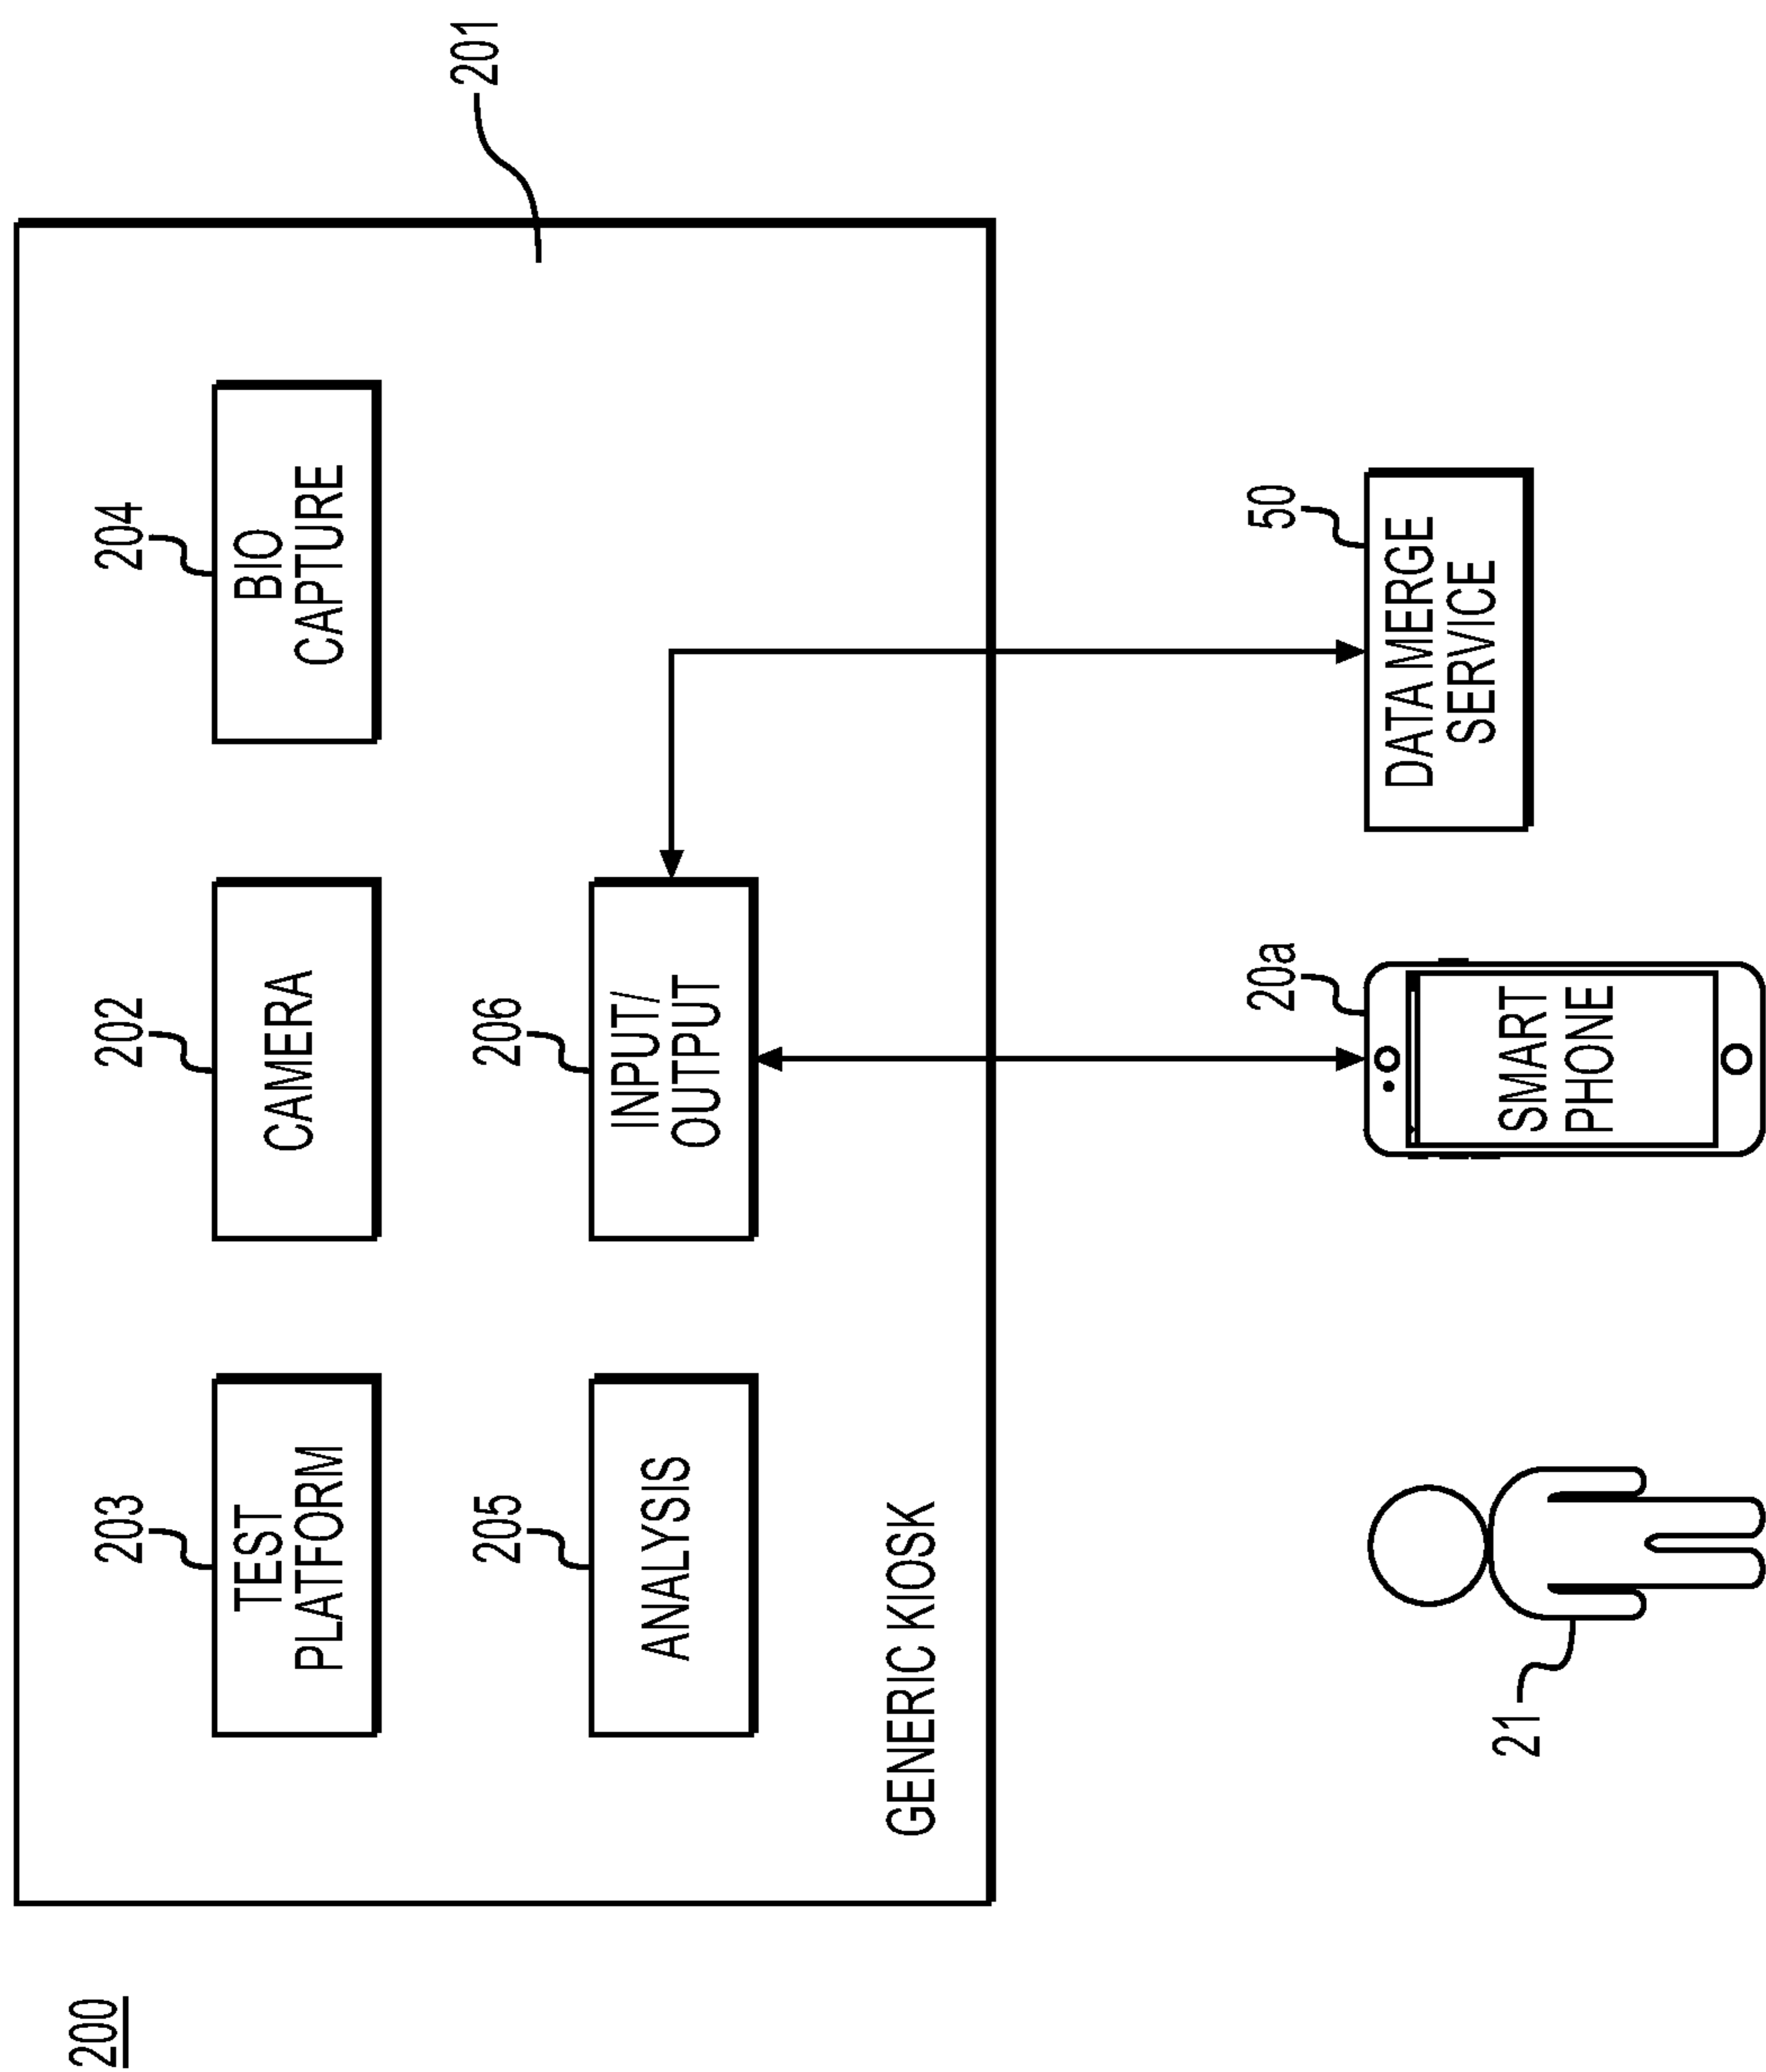 200
203
TEST
PLATFORM
202
CAMERA
204
BIO
CAPTURE
201
205
ANALYSIS
206
INPUT/
OUTPUT
GENERIC KIOSK
21
20a
SMART
PHONE
50
DATA MERGE
SERVICE